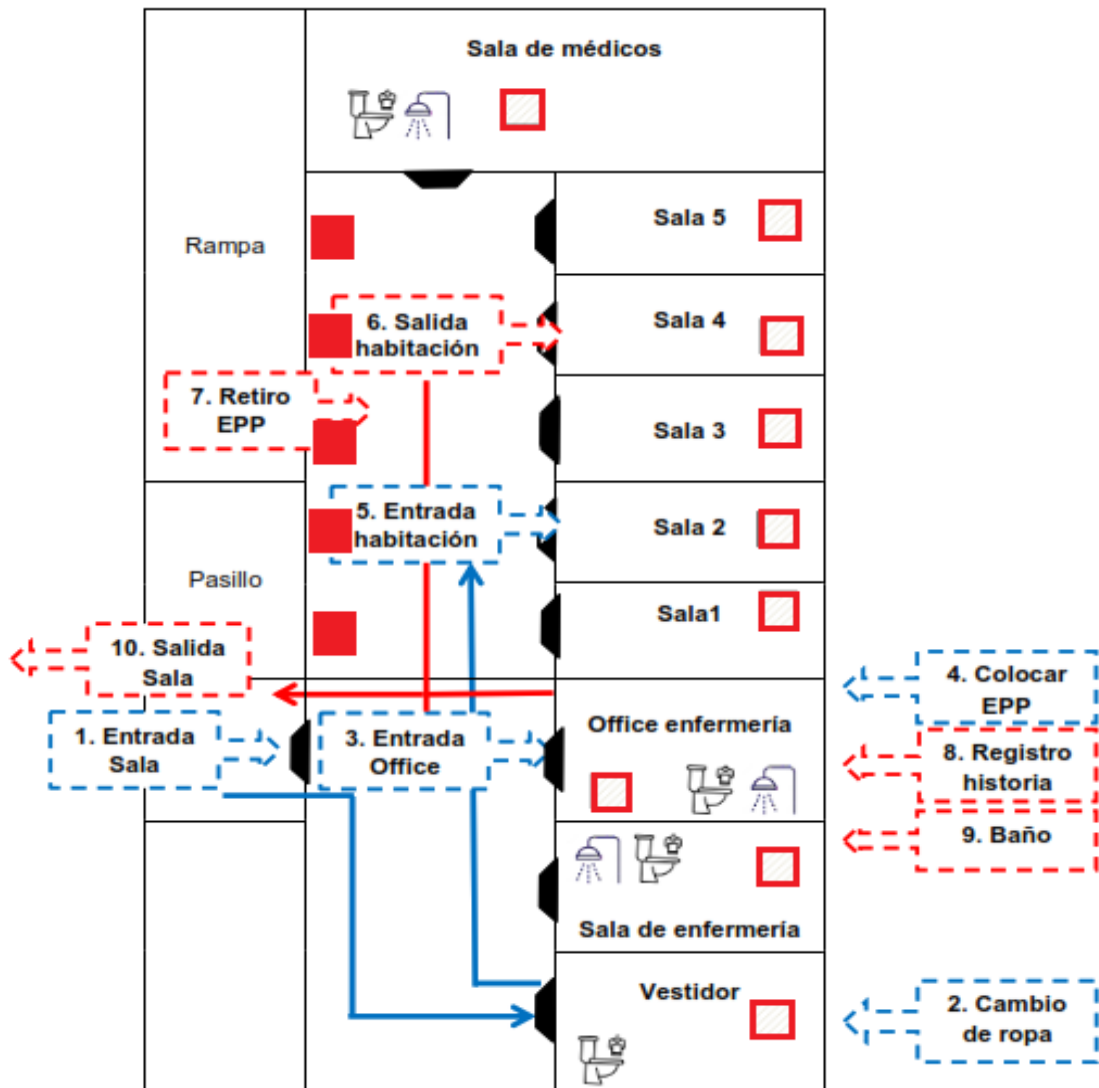 Sala de médicos
Sala 5
Rampa
6. Salida
habitación
Sala 4
7. Retiro
EPP
Sala 3
5. Entrada
habitación
Sala 2
Pasillo
Sala1
10. Salida
Sala
4. Colocar
EPP
1. Entrada
Sala
3. Entrada
Office
Office enfermería
8. Registro
historia
9. Baño
Sala de enfermería
Vestidor
2. Cambio
de ropa